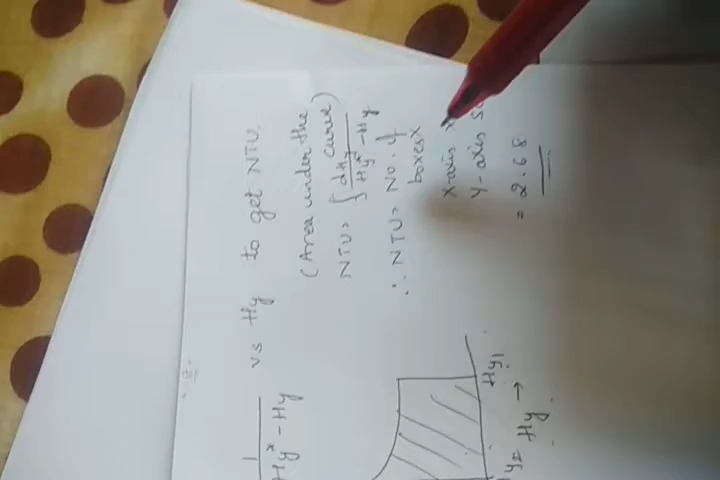 1 / Hy* - Hy vs Hy to get NTU.
(Area under the
curve)
NTU = ∫ dHy / Hy* - Hy
∴ NTU = No. of
boxes x
x-axis x
y-axis
= 2.68
Hy1
Hy →